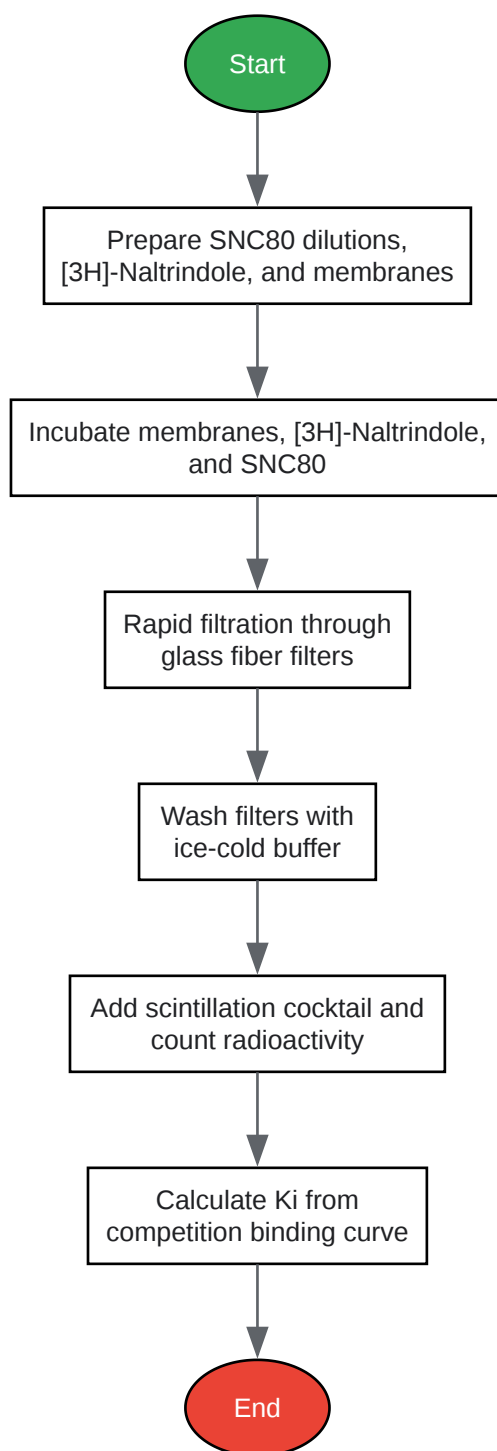 Start
Prepare SNC80 dilutions,
[3H]-Naltrindole, and membranes
Incubate membranes, [3H]-Naltrindole,
and SNC80
Rapid filtration through
glass fiber filters
Wash filters with
ice-cold buffer
Add scintillation cocktail and
count radioactivity
Calculate Ki from
competition binding curve
End